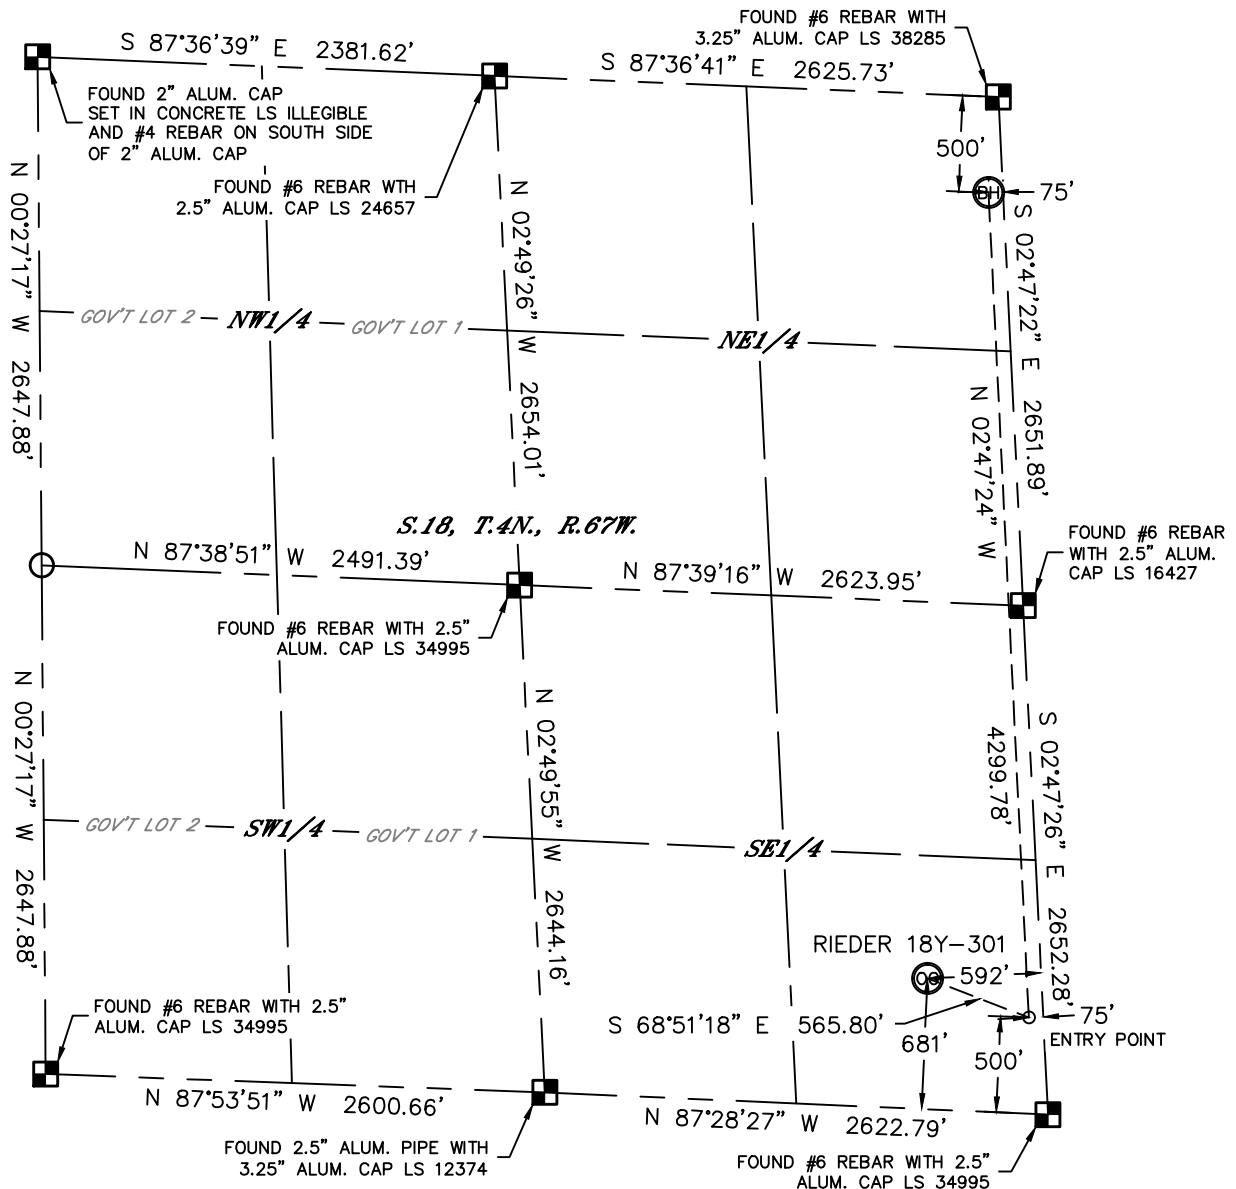 S 87°36'39" E 2381.62'
FOUND #6 REBAR WITH
3.25" ALUM. CAP LS 38285
S 87°36'41" E 2625.73'
FOUND 2" ALUM. CAP
SET IN CONCRETE LS ILLEGIBLE
AND #4 REBAR ON SOUTH SIDE
OF 2" ALUM. CAP
FOUND #6 REBAR WTH
2.5" ALUM. CAP LS 24657
500'
BH
75'
N 00°27'17" W 2647.88'
N 02°49'26" W 2654.01'
S 02°47'22" E 2651.89'
GOV'T LOT 2
NW1/4
GOV'T LOT 1
NE1/4
N 02°47'24" W 4299.78'
S.18, T.4N., R.67W.
N 87°38'51" W 2491.39'
N 87°39'16" W 2623.95'
FOUND #6 REBAR
WITH 2.5" ALUM.
CAP LS 16427
FOUND #6 REBAR WITH 2.5"
ALUM. CAP LS 34995
N 00°27'17" W 2647.88'
N 02°49'55" W 2644.16'
S 02°47'26" E 2652.28'
GOV'T LOT 2
SW1/4
GOV'T LOT 1
SE1/4
RIEDER 18Y-301
OG
592'
S 68°51'18" E 565.80'
681'
500'
75'
ENTRY POINT
FOUND #6 REBAR WITH 2.5"
ALUM. CAP LS 34995
N 87°53'51" W 2600.66'
N 87°28'27" W 2622.79'
FOUND 2.5" ALUM. PIPE WITH
3.25" ALUM. CAP LS 12374
FOUND #6 REBAR WITH 2.5"
ALUM. CAP LS 34995